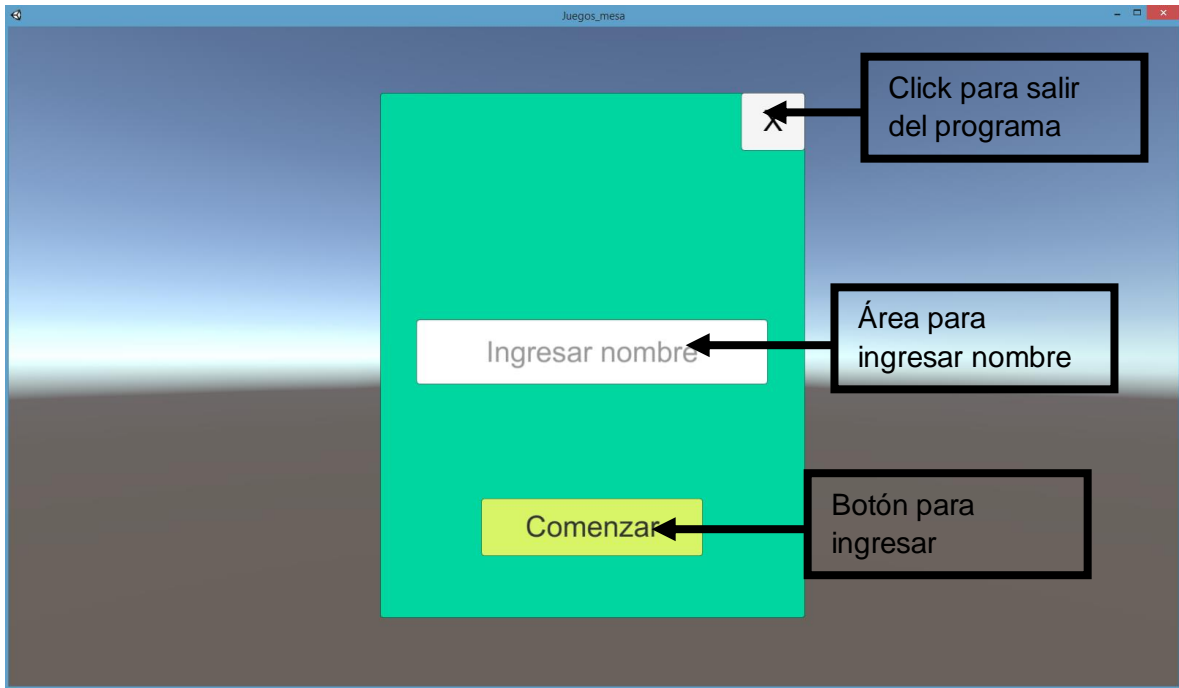 Juegos_mesa
X
Click para salir
del programa
Ingresar nombre
Área para
ingresar nombre
Comenzar
Botón para
ingresar